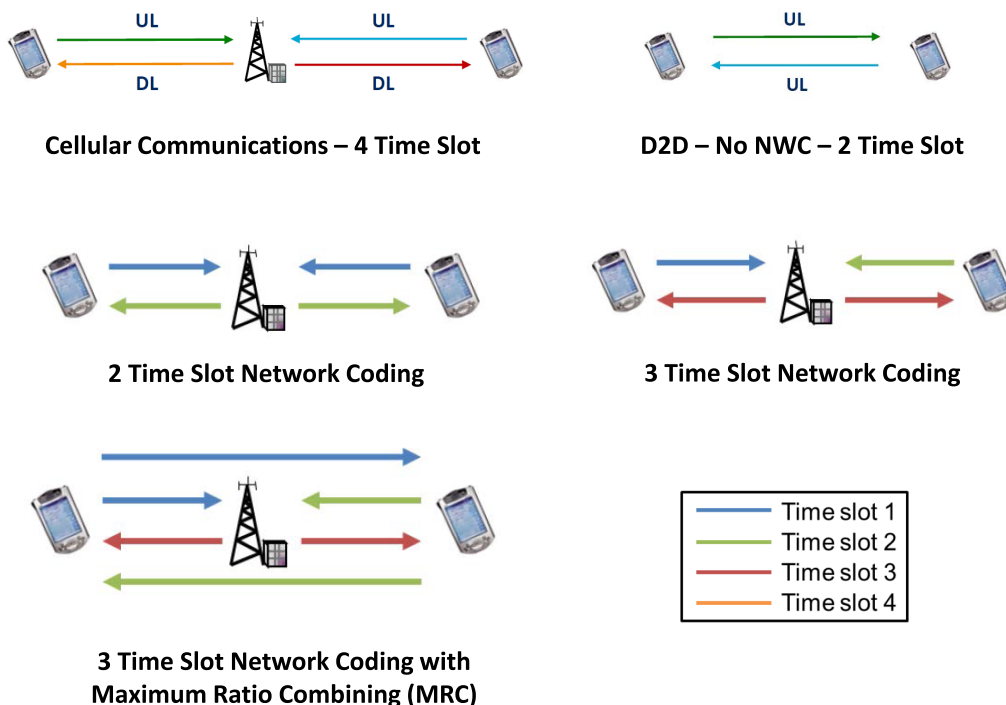 UL
UL
DL
DL
Cellular Communications – 4 Time Slot
UL
UL
D2D – No NWC – 2 Time Slot
2 Time Slot Network Coding
3 Time Slot Network Coding
3 Time Slot Network Coding with
Maximum Ratio Combining (MRC)
Time slot 1
Time slot 2
Time slot 3
Time slot 4